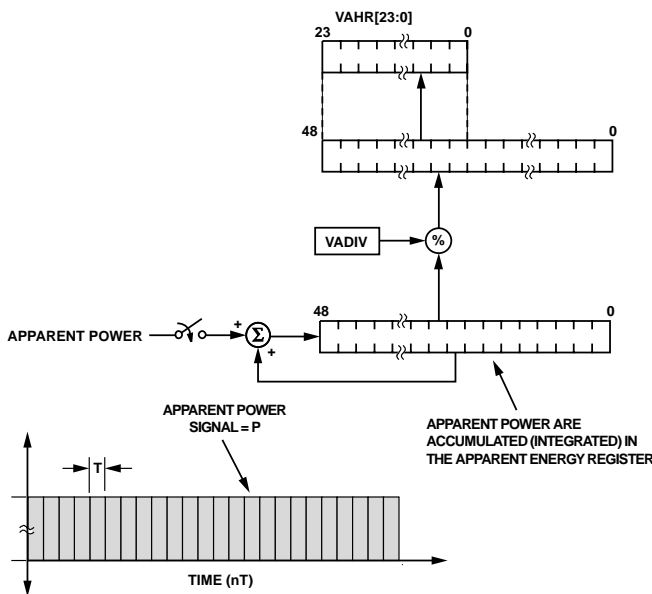 VAHR[23:0]
23 0
48 0
VADIV
%
48 0
APPARENT POWER
+
Σ
+
APPARENT POWER
SIGNAL = P
APPARENT POWER ARE
ACCUMULATED (INTEGRATED) IN
THE APPARENT ENERGY REGISTER
T
TIME (nT)